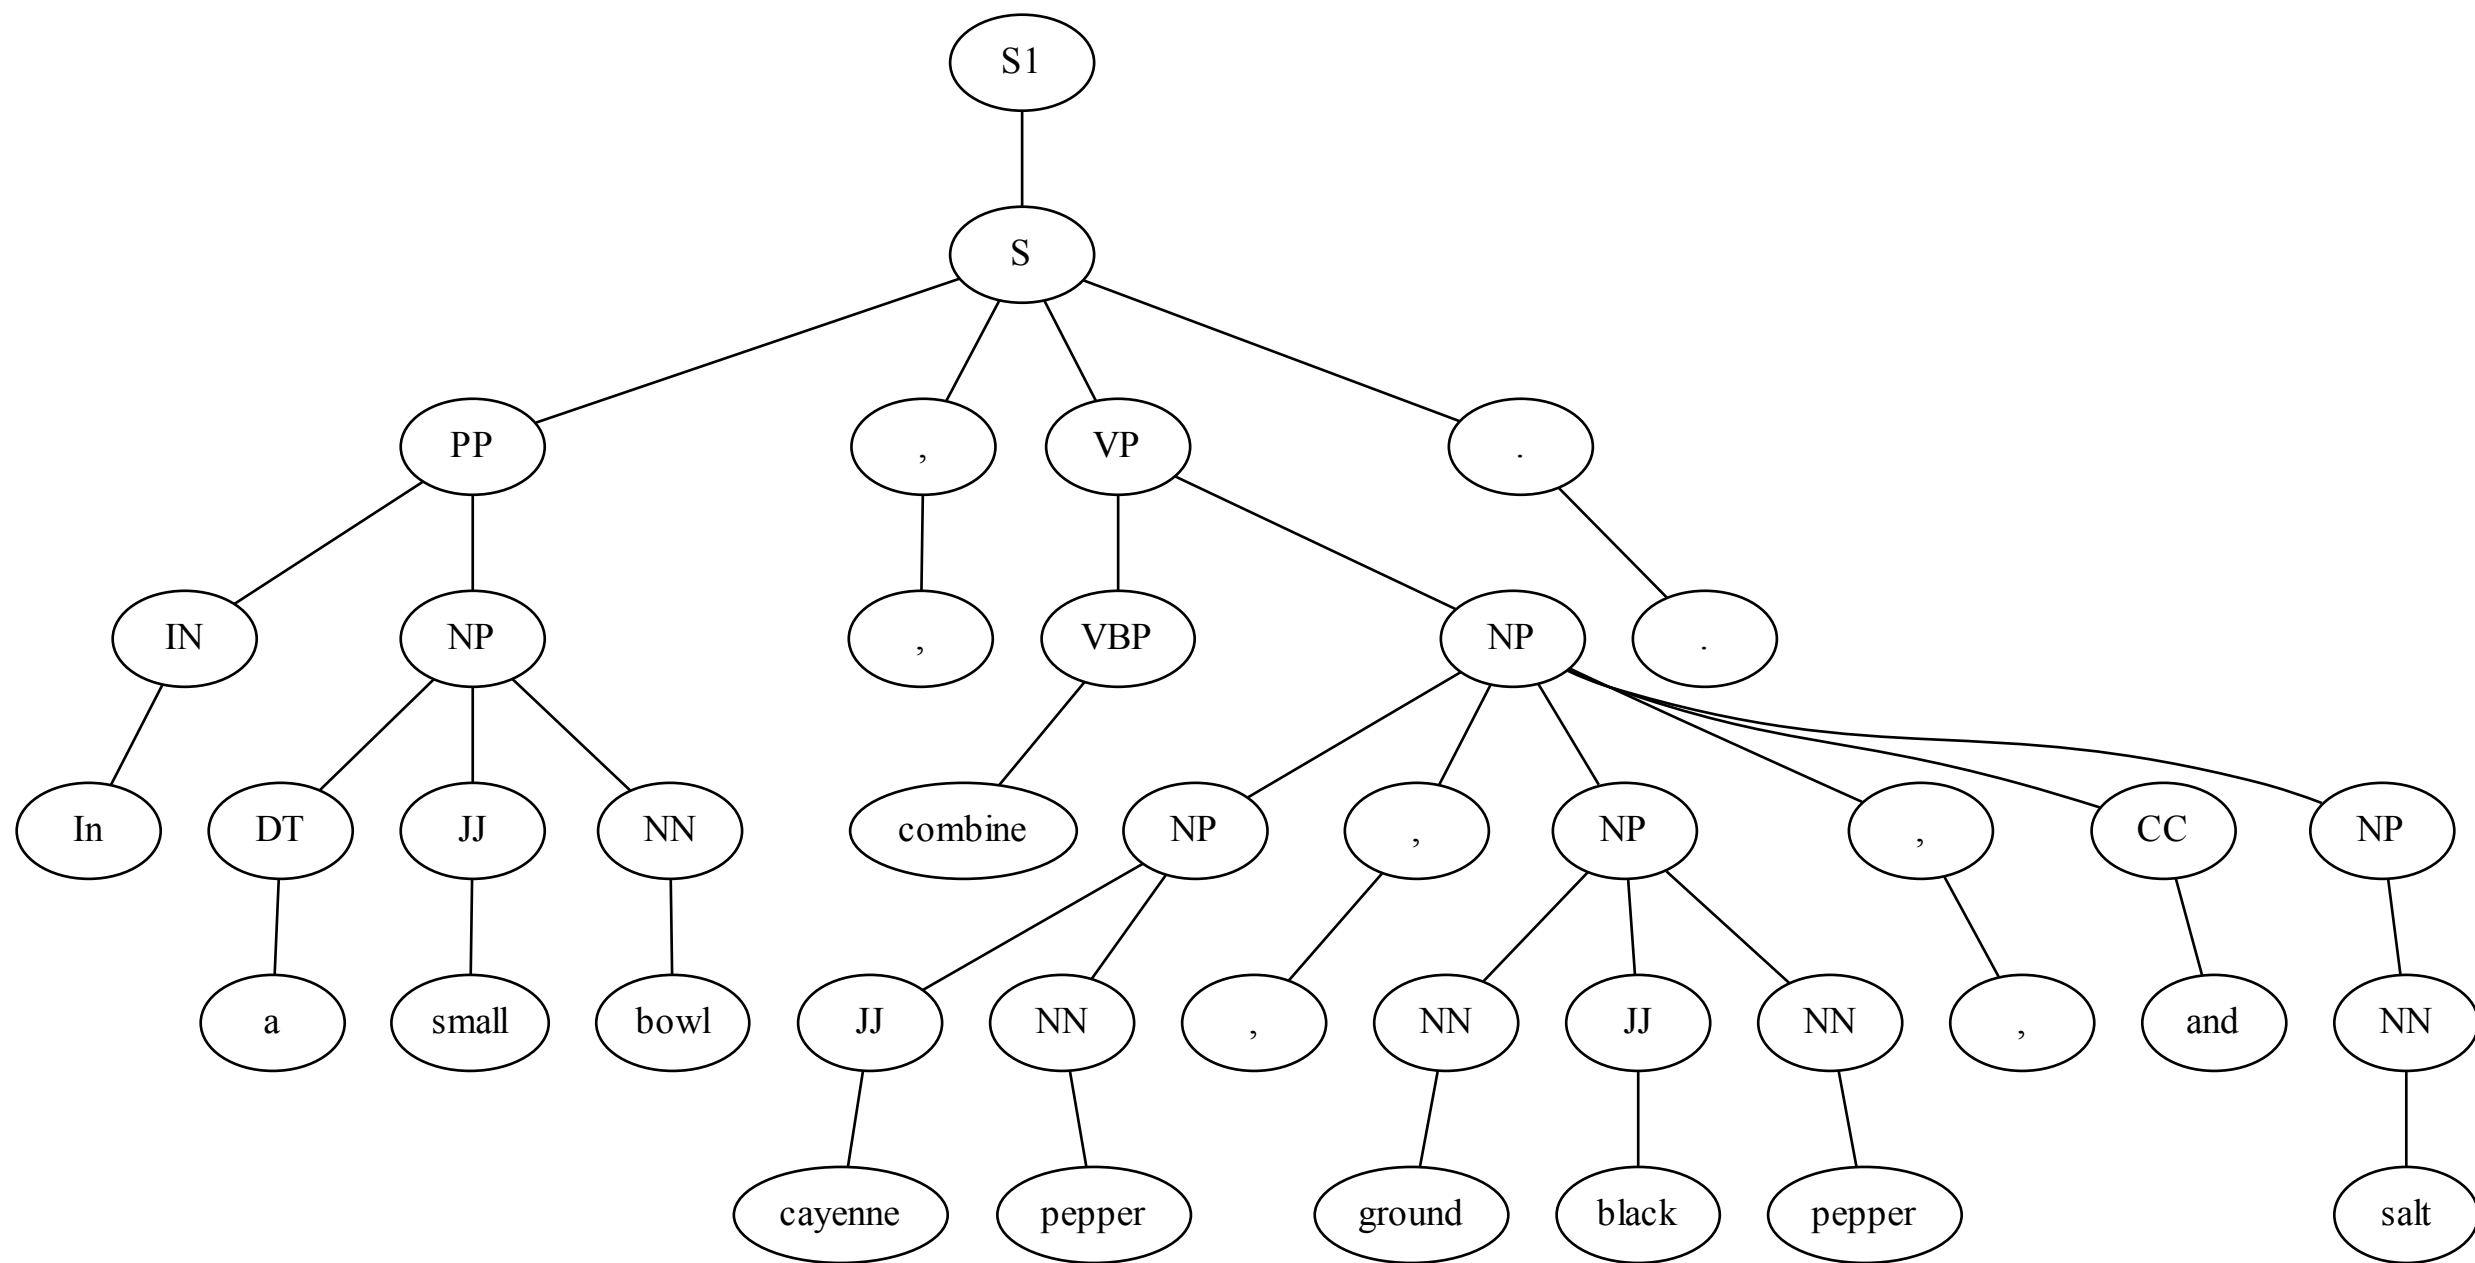 S1
S
PP , VP .
IN NP , VBP NP .
In DT JJ NN combine NP , NP , CC NP
a small bowl JJ NN , NN JJ NN , and NN
cayenne pepper ground black pepper salt